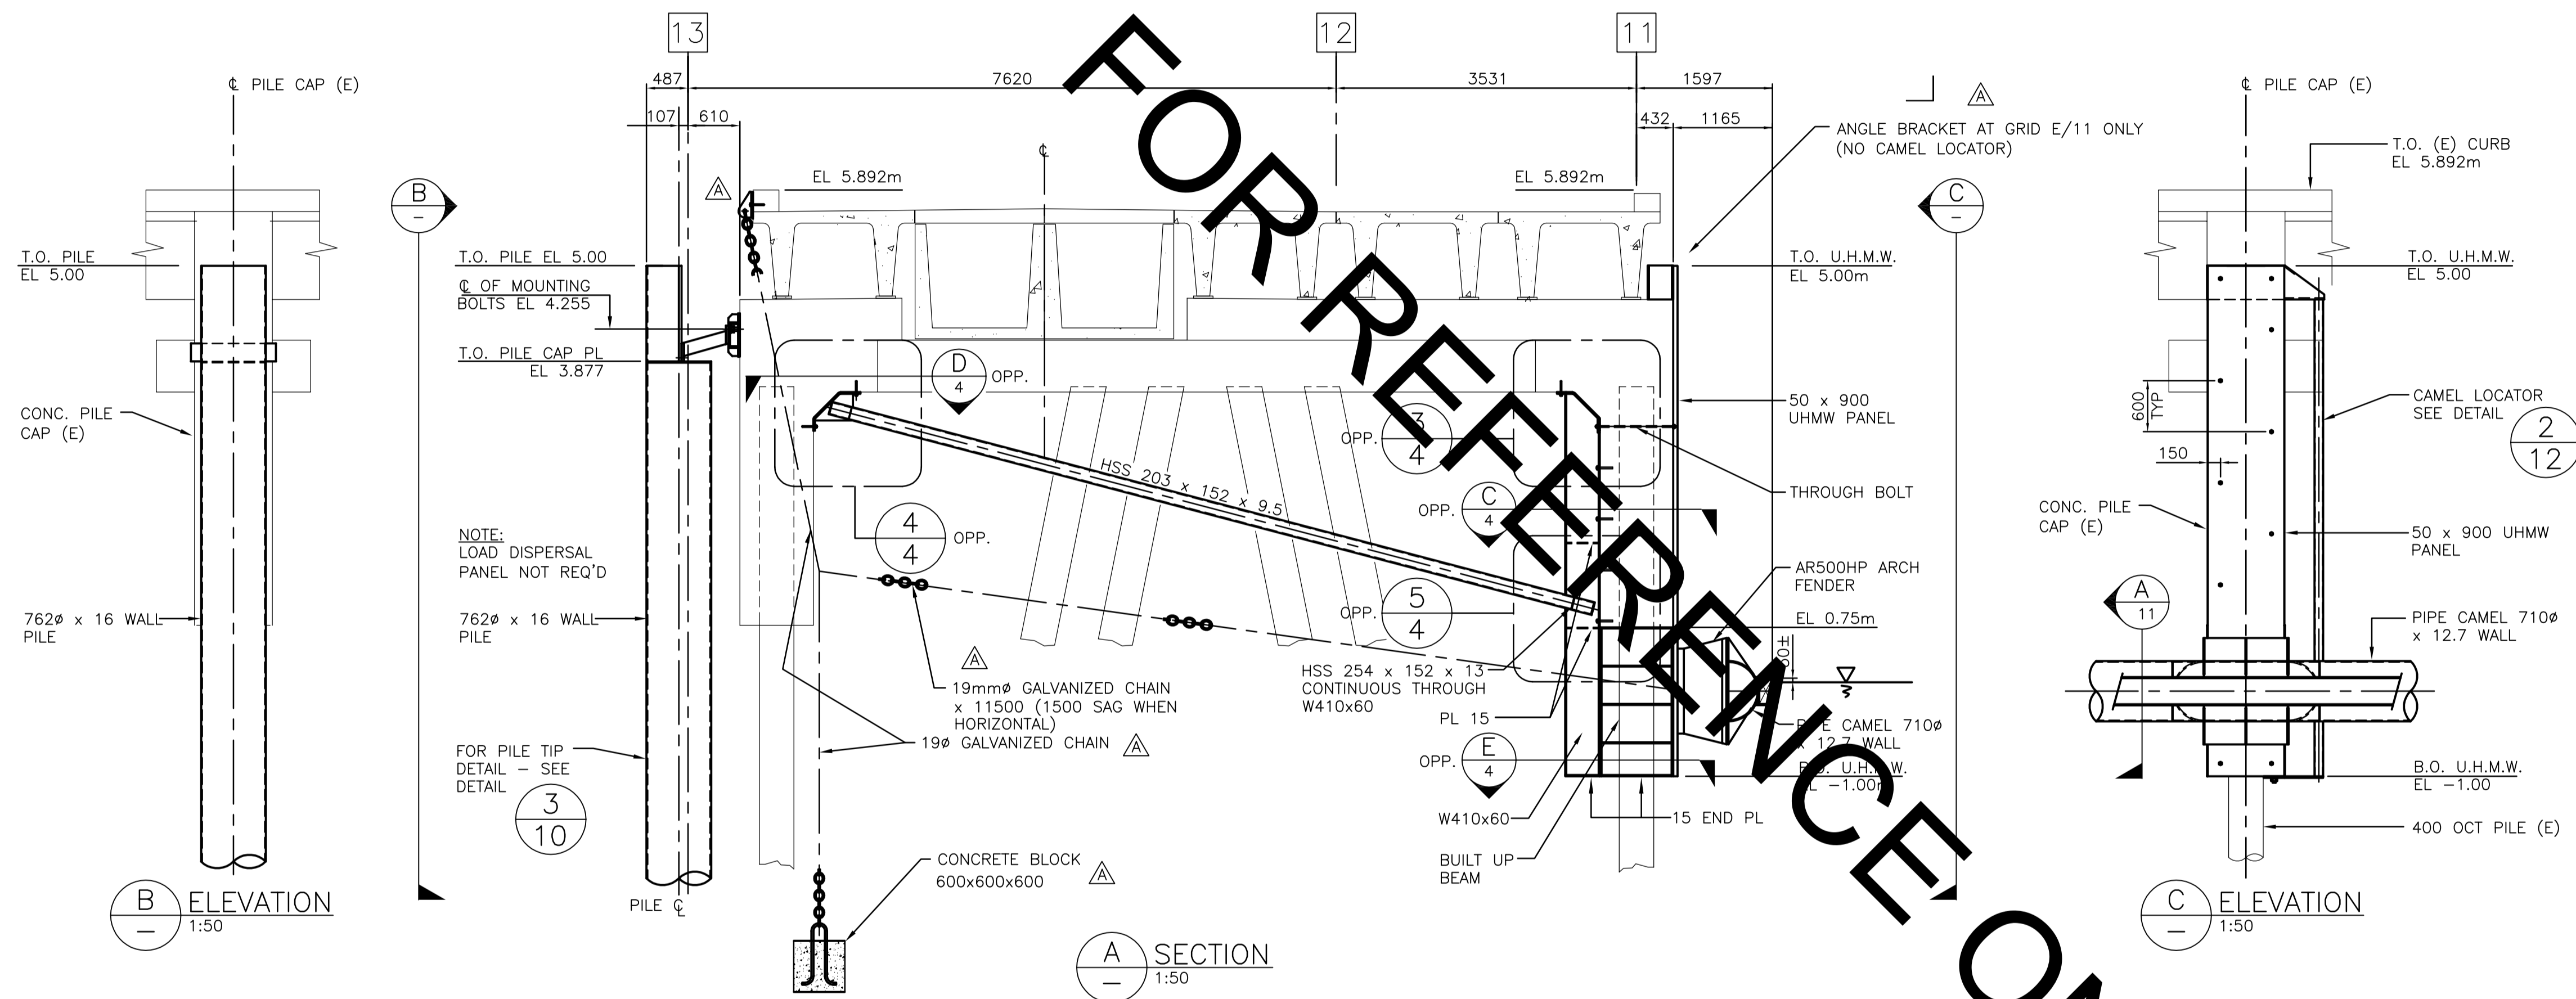 ℄ PILE CAP (E)
T.O. PILE
EL 5.00
CONC. PILE
CAP (E)
762ø x 16 WALL
PILE
B
–
ELEVATION
1:50
B
–
13
12
11
487
7620
3531
1597
107
610
432
1165
℄
A
EL 5.892m
EL 5.892m
A
ANGLE BRACKET AT GRID E/11 ONLY
(NO CAMEL LOCATOR)
T.O. PILE EL 5.00
℄ OF MOUNTING
BOLTS EL 4.255
T.O. PILE CAP PL
EL 3.877
NOTE:
LOAD DISPERSAL
PANEL NOT REQ'D
762ø x 16 WALL
PILE
FOR PILE TIP
DETAIL – SEE
DETAIL
3
10
PILE ℄
D
4
OPP.
4
4
OPP.
HSS 203 x 152 x 9.5
OPP.
3
4
OPP.
C
4
OPP.
5
4
OPP.
E
4
A
19mmø GALVANIZED CHAIN
x 11500 (1500 SAG WHEN
HORIZONTAL)
19ø GALVANIZED CHAIN
A
CONCRETE BLOCK
600x600x600
A
HSS 254 x 152 x 13
CONTINUOUS THROUGH
W410x60
PL 15
W410x60
BUILT UP
BEAM
15 END PL
T.O. U.H.M.W.
EL 5.00m
50 x 900
UHMW PANEL
THROUGH BOLT
AR500HP ARCH
FENDER
EL 0.75m
CAMEL 710ø
x 12.7 WALL
U.H.M.W.
–1.00m
C
–
A
–
SECTION
1:50
℄ PILE CAP (E)
T.O. (E) CURB
EL 5.892m
T.O. U.H.M.W.
EL 5.00
600
TYP
150
CAMEL LOCATOR
SEE DETAIL
2
12
CONC. PILE
CAP (E)
50 x 900 UHMW
PANEL
A
11
PIPE CAMEL 710ø
x 12.7 WALL
B.O. U.H.M.W.
EL –1.00
400 OCT PILE (E)
C
–
ELEVATION
1:50
FOR REFERENCE